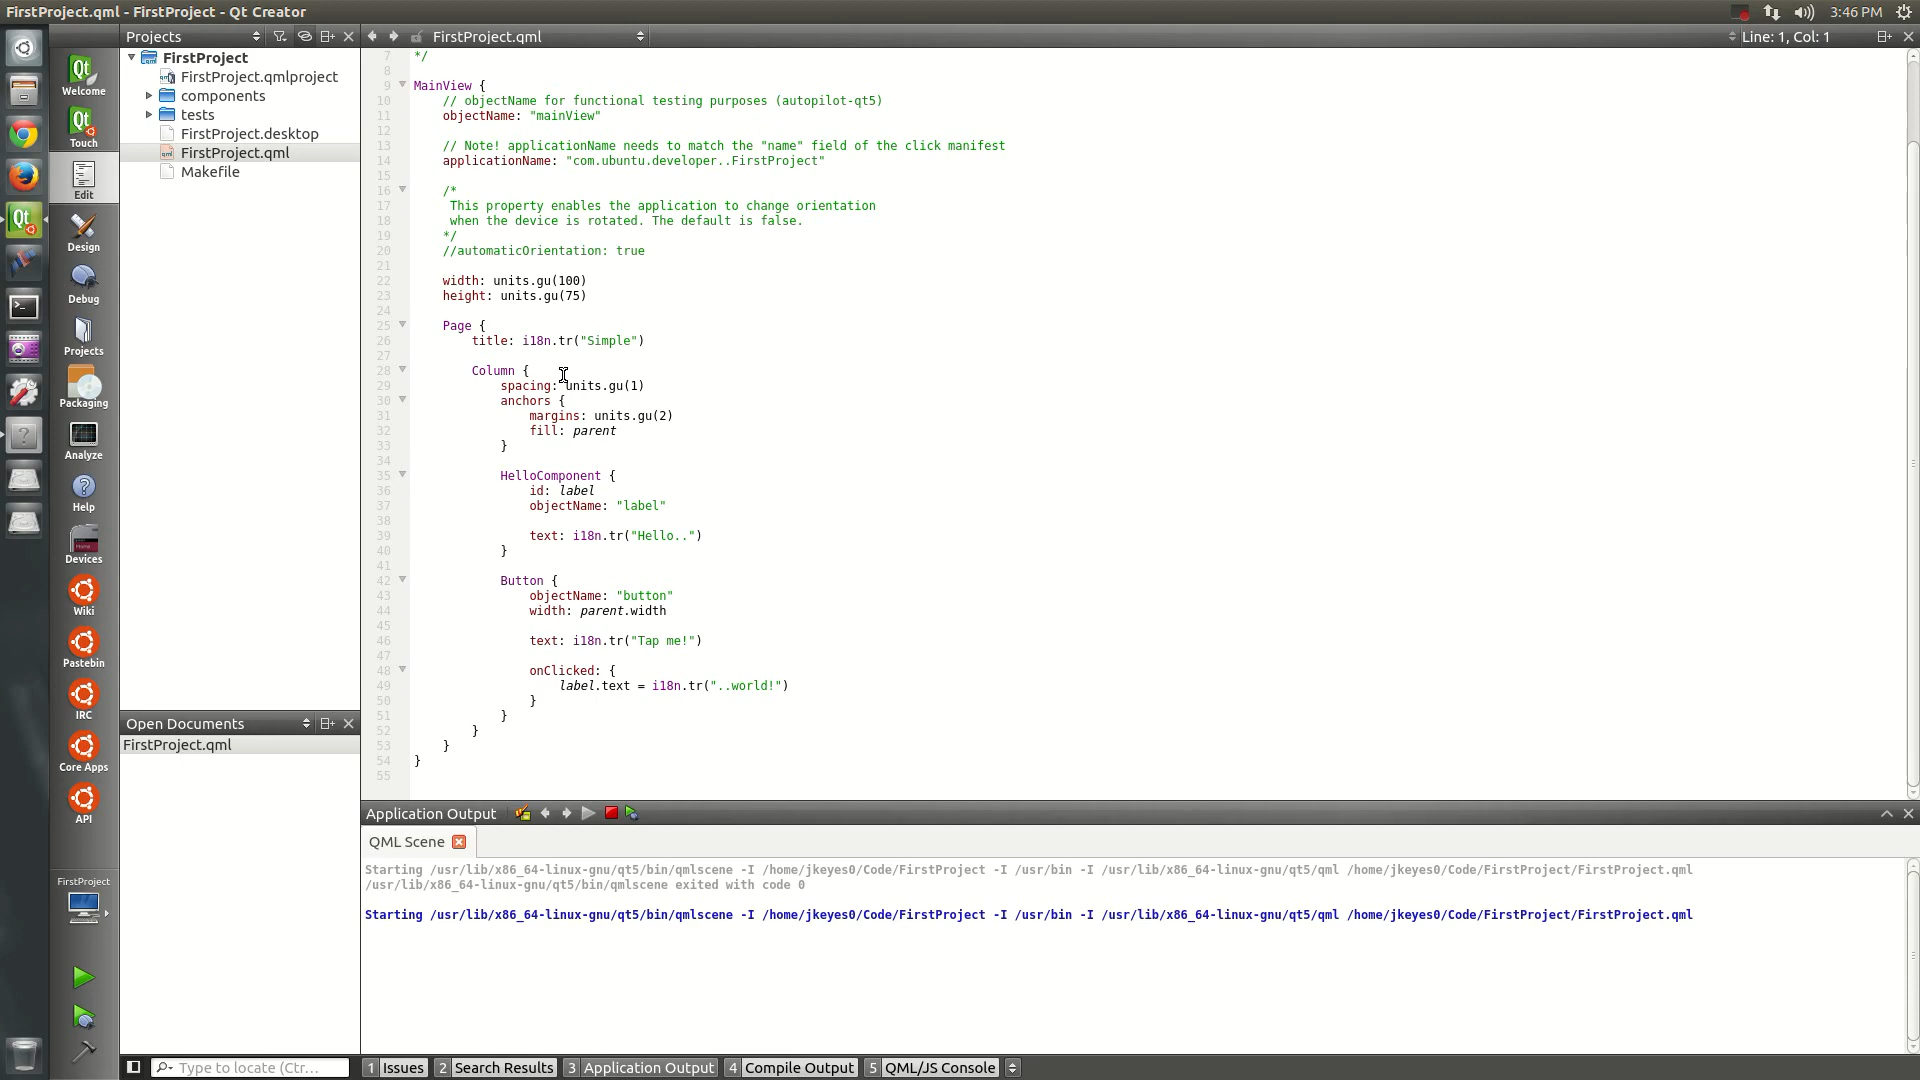 FirstProject.qml - FirstProject - Qt Creator
3:46 PM
Projects
FirstProject.qml
Line: 1, Col: 1
Welcome
Touch
Edit
Design
Debug
Projects
Packaging
Analyze
Help
Devices
Wiki
Pastebin
IRC
Core Apps
API
FirstProject
FirstProject
FirstProject.qmlproject
components
tests
FirstProject.desktop
FirstProject.qml
Makefile
Open Documents
FirstProject.qml
7 */
8
9 MainView {
10 // objectName for functional testing purposes (autopilot-qt5)
11 objectName: "mainView"
12
13 // Note! applicationName needs to match the "name" field of the click manifest
14 applicationName: "com.ubuntu.developer..FirstProject"
15
16 /*
17 This property enables the application to change orientation
18 when the device is rotated. The default is false.
19 */
20 //automaticOrientation: true
21
22 width: units.gu(100)
23 height: units.gu(75)
24
25 Page {
26 title: i18n.tr("Simple")
27
28 Column {
29 spacing: units.gu(1)
30 anchors {
31 margins: units.gu(2)
32 fill: parent
33 }
34
35 HelloComponent {
36 id: label
37 objectName: "label"
38
39 text: i18n.tr("Hello..")
40 }
41
42 Button {
43 objectName: "button"
44 width: parent.width
45
46 text: i18n.tr("Tap me!")
47
48 onClicked: {
49 label.text = i18n.tr("..world!")
50 }
51 }
52 }
53 }
54 }
55
Application Output
QML Scene
Starting /usr/lib/x86_64-linux-gnu/qt5/bin/qmlscene -I /home/jkeyes0/Code/FirstProject -I /usr/bin -I /usr/lib/x86_64-linux-gnu/qt5/qml /home/jkeyes0/Code/FirstProject/FirstProject.qml
/usr/lib/x86_64-linux-gnu/qt5/bin/qmlscene exited with code 0
Starting /usr/lib/x86_64-linux-gnu/qt5/bin/qmlscene -I /home/jkeyes0/Code/FirstProject -I /usr/bin -I /usr/lib/x86_64-linux-gnu/qt5/qml /home/jkeyes0/Code/FirstProject/FirstProject.qml
Type to locate (Ctr...
1 Issues
2 Search Results
3 Application Output
4 Compile Output
5 QML/JS Console